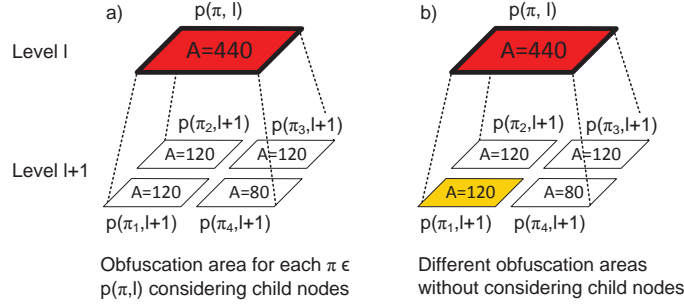 a)
p(π, l)
Level l
A=440
p(π2,l+1)
p(π3,l+1)
A=120
A=120
Level l+1
A=120
A=80
p(π1,l+1)
p(π4,l+1)
Obfuscation area for each π ϵ
p(π,l) considering child nodes
b)
p(π, l)
A=440
p(π2,l+1)
p(π3,l+1)
A=120
A=120
A=120
A=80
p(π1,l+1)
p(π4,l+1)
Different obfuscation areas
without considering child nodes